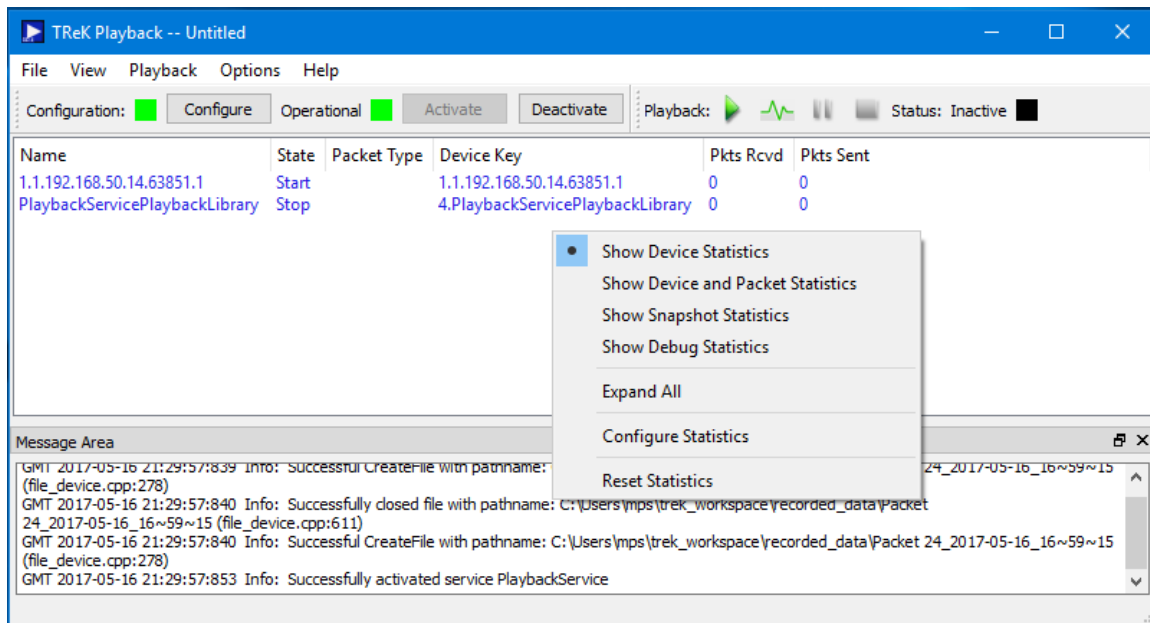 TReK Playback -- Untitled
File View Playback Options Help
Configuration: Configure Operational Activate Deactivate Playback: Status: Inactive
Name State Packet Type Device Key Pkts Rcvd Pkts Sent
1.1.192.168.50.14.63851.1 Start 1.1.192.168.50.14.63851.1 0 0
PlaybackServicePlaybackLibrary Stop 4.PlaybackServicePlaybackLibrary 0 0
Show Device Statistics
Show Device and Packet Statistics
Show Snapshot Statistics
Show Debug Statistics
Expand All
Configure Statistics
Reset Statistics
Message Area
GMT 2017-05-16 21:29:57:839 Info: Successful CreateFile with pathname: 24_2017-05-16_16~59~15
(file_device.cpp:278)
GMT 2017-05-16 21:29:57:840 Info: Successfully closed file with pathname: C:\Users\mps\trek_workspace\recorded_data\Packet
24_2017-05-16_16~59~15 (file_device.cpp:611)
GMT 2017-05-16 21:29:57:840 Info: Successful CreateFile with pathname: C:\Users\mps\trek_workspace\recorded_data\Packet 24_2017-05-16_16~59~15
(file_device.cpp:278)
GMT 2017-05-16 21:29:57:853 Info: Successfully activated service PlaybackService